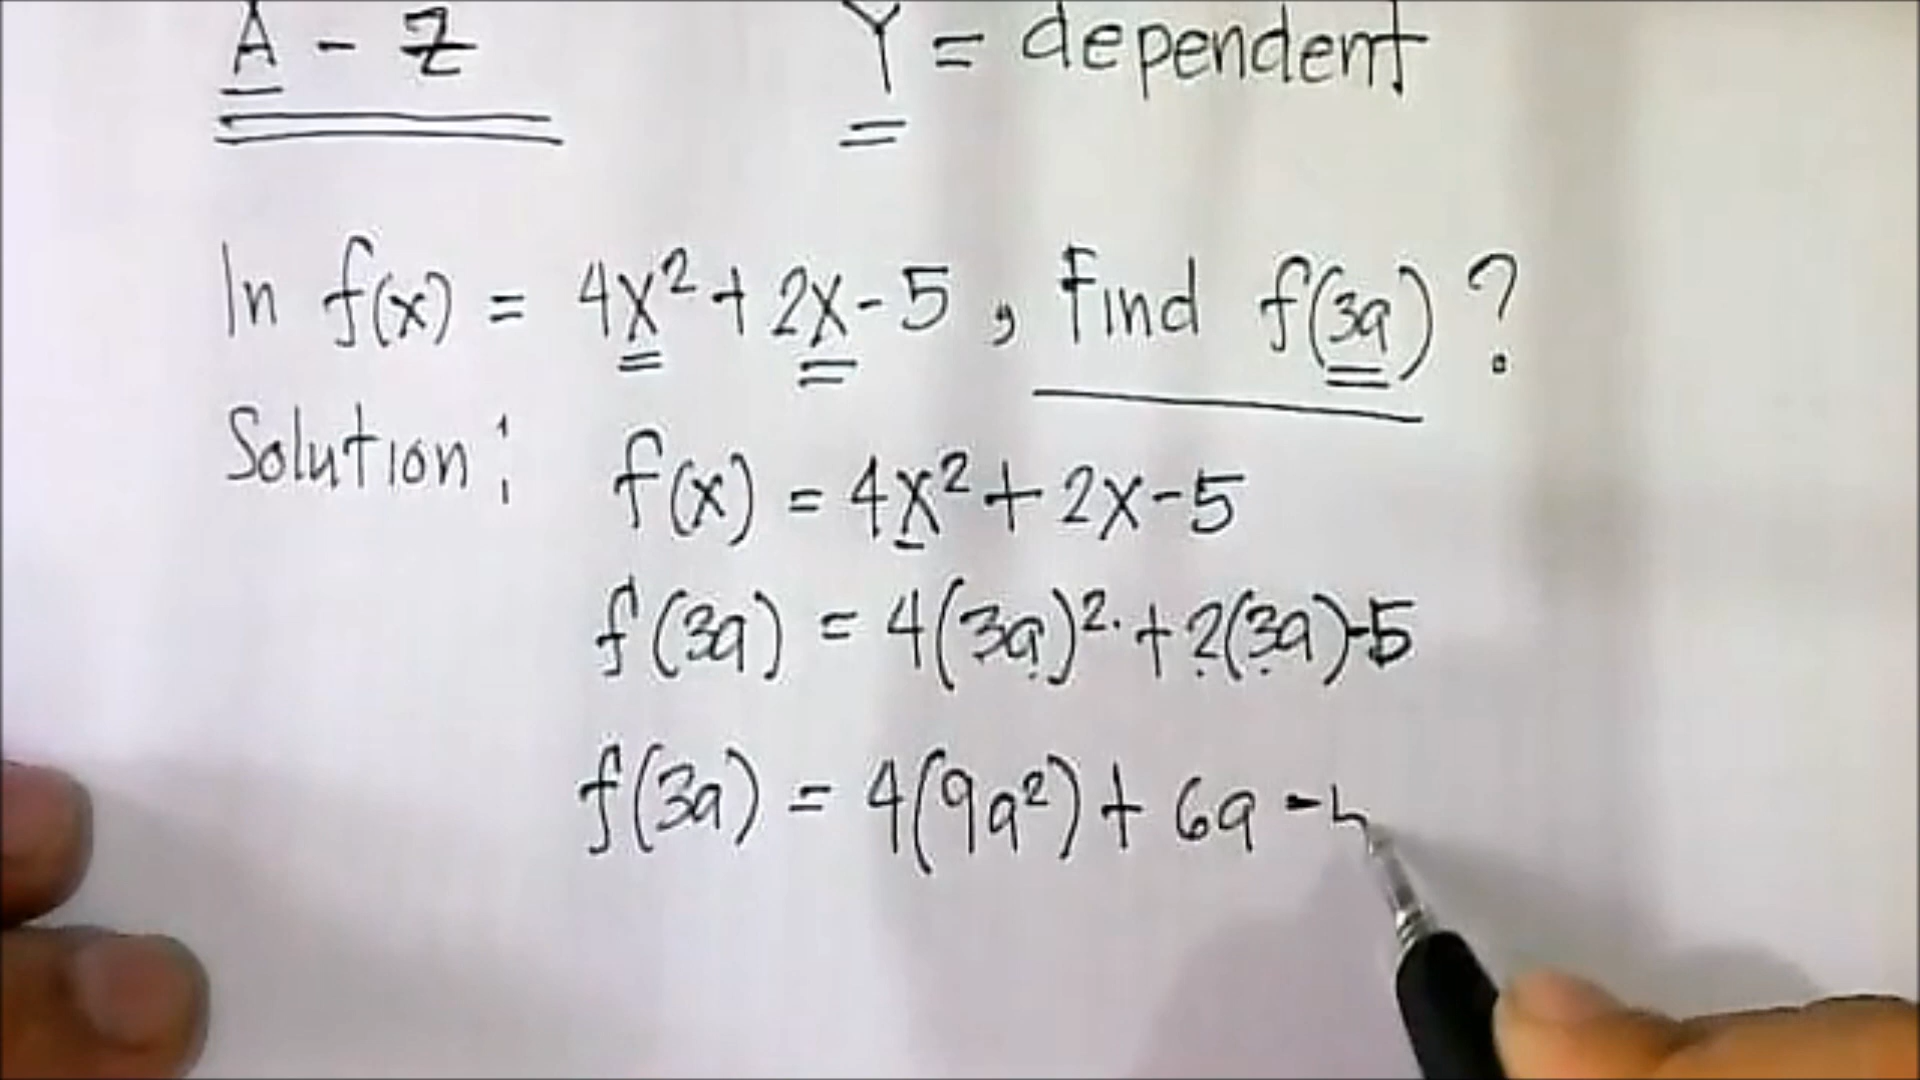 A - Z
Y = dependent
In f(x) = 4x² + 2x - 5, Find f(3a)?
Solution: f(x) = 4x² + 2x - 5
f(3a) = 4(3a)² + 2(3a) - 5
f(3a) = 4(9a²) + 6a -